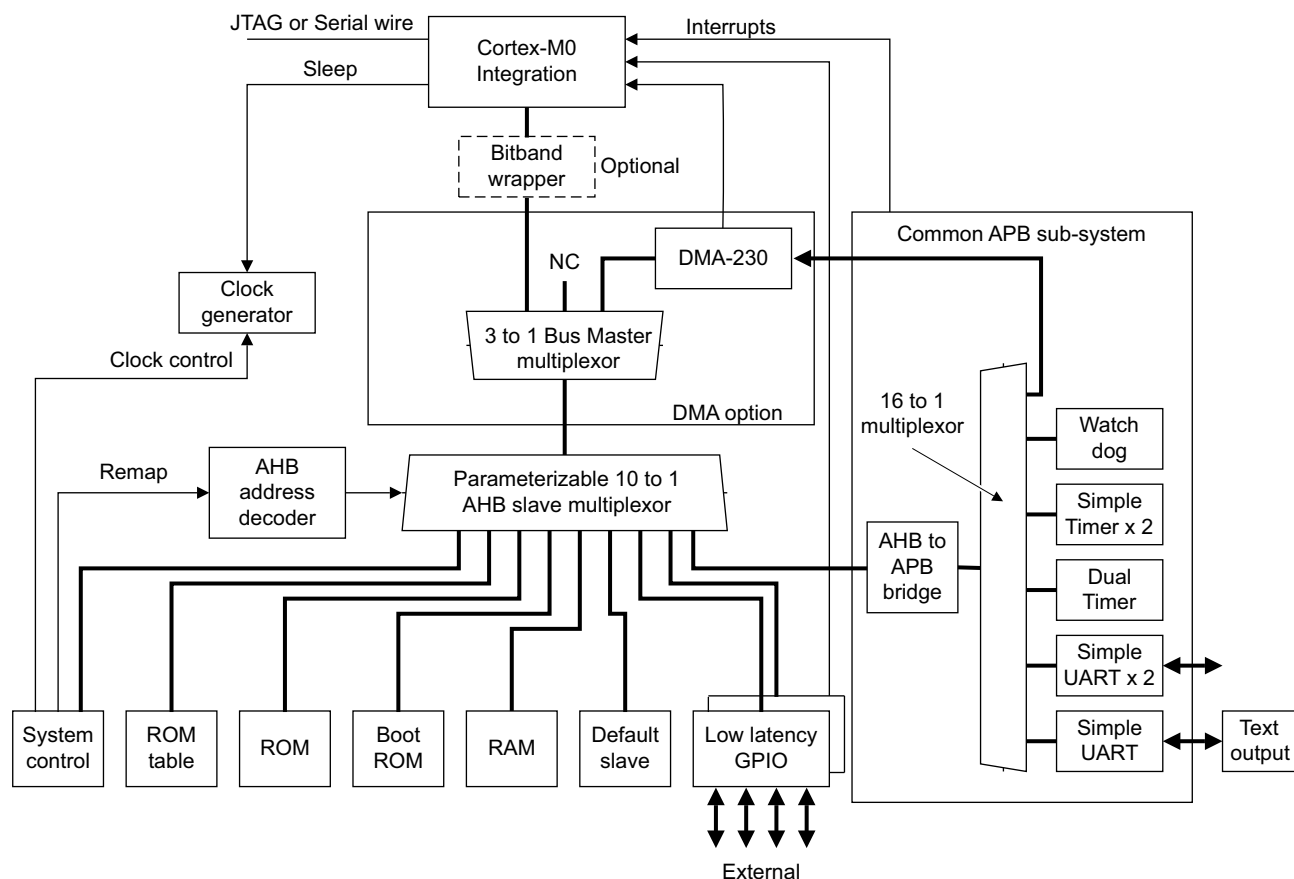 JTAG or Serial wire
Cortex-M0
Integration
Interrupts
Sleep
Bitband
wrapper
Optional
Common APB sub-system
DMA-230
NC
Clock
generator
3 to 1 Bus Master
multiplexor
Clock control
DMA option
16 to 1
multiplexor
Watch
dog
Remap
AHB
address
decoder
Parameterizable 10 to 1
AHB slave multiplexor
Simple
Timer x 2
AHB to
APB
bridge
Dual
Timer
Simple
UART x 2
System
control
ROM
table
ROM
Boot
ROM
RAM
Default
slave
Low latency
GPIO
Simple
UART
Text
output
External